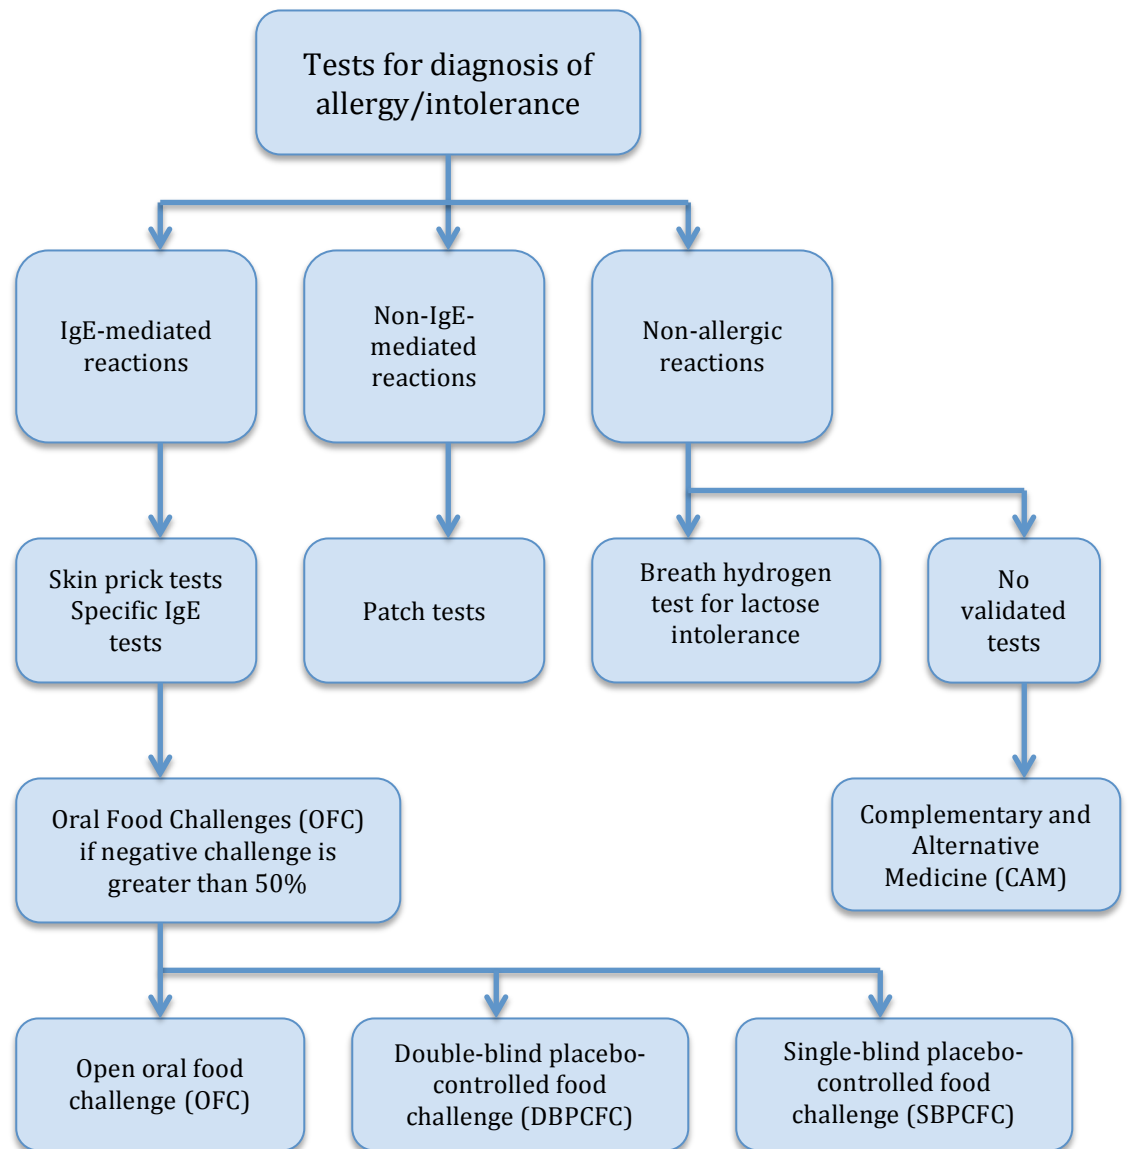 Tests for diagnosis of
allergy/intolerance
IgE-mediated
reactions
Non-IgE-
mediated
reactions
Non-allergic
reactions
Skin prick tests
Specific IgE
tests
Patch tests
Breath hydrogen
test for lactose
intolerance
No
validated
tests
Oral Food Challenges (OFC)
if negative challenge is
greater than 50%
Complementary and
Alternative
Medicine (CAM)
Open oral food
challenge (OFC)
Double-blind placebo-
controlled food
challenge (DBPCFC)
Single-blind placebo-
controlled food
challenge (SBPCFC)